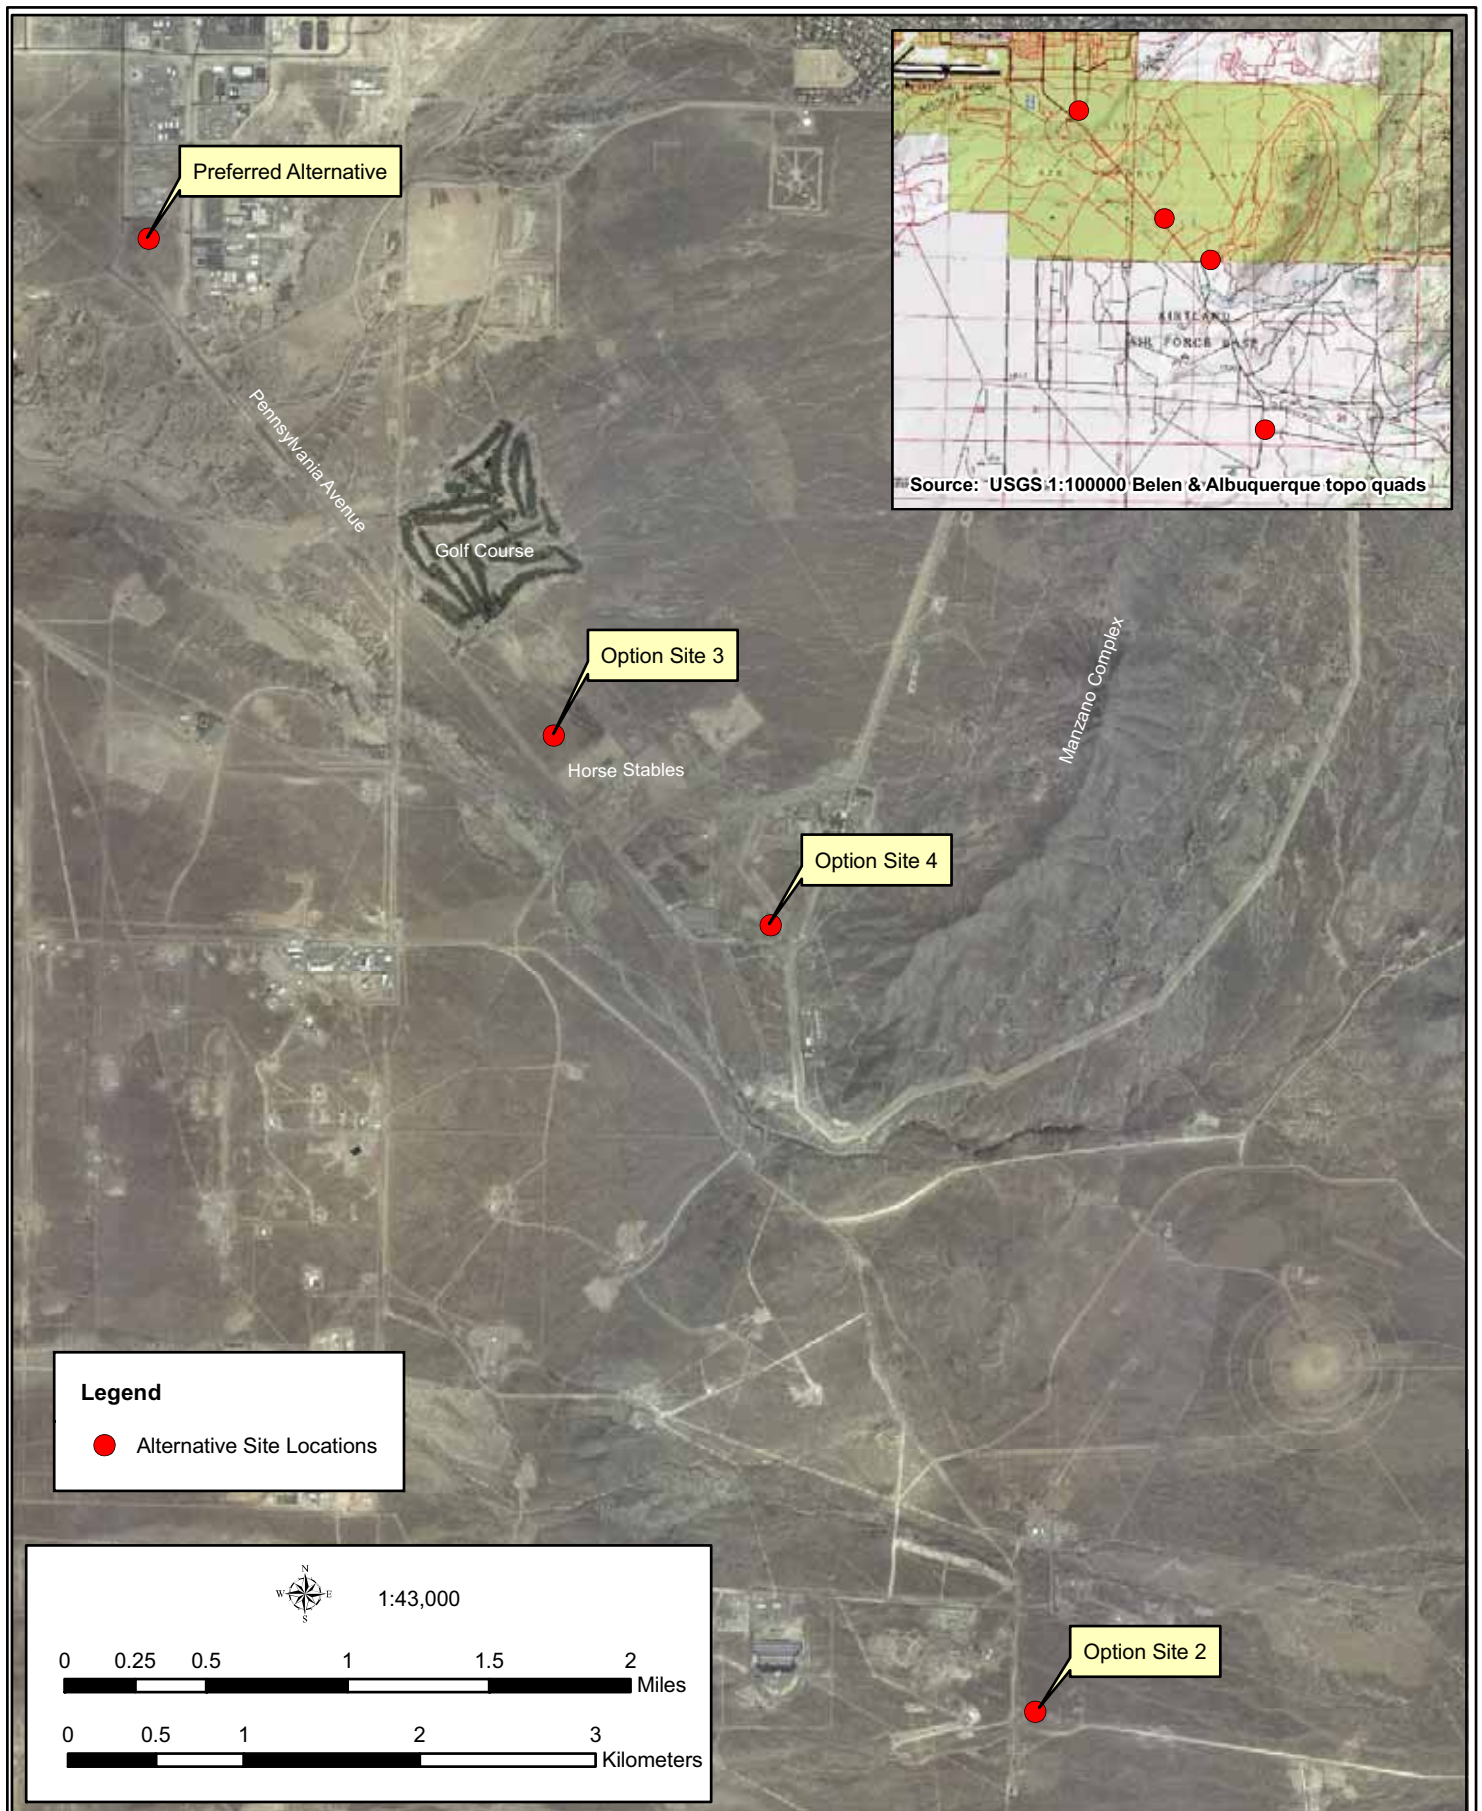 Preferred Alternative
Pennsylvania Avenue
Golf Course
Option Site 3
Horse Stables
Manzano Complex
Option Site 4
KIRTLAND
AIR FORCE BASE
Source: USGS 1:100000 Belen & Albuquerque topo quads
Legend
Alternative Site Locations
N
W E
S
1:43,000
0 0.25 0.5 1 1.5 2
Miles
0 0.5 1 2 3
Kilometers
Option Site 2